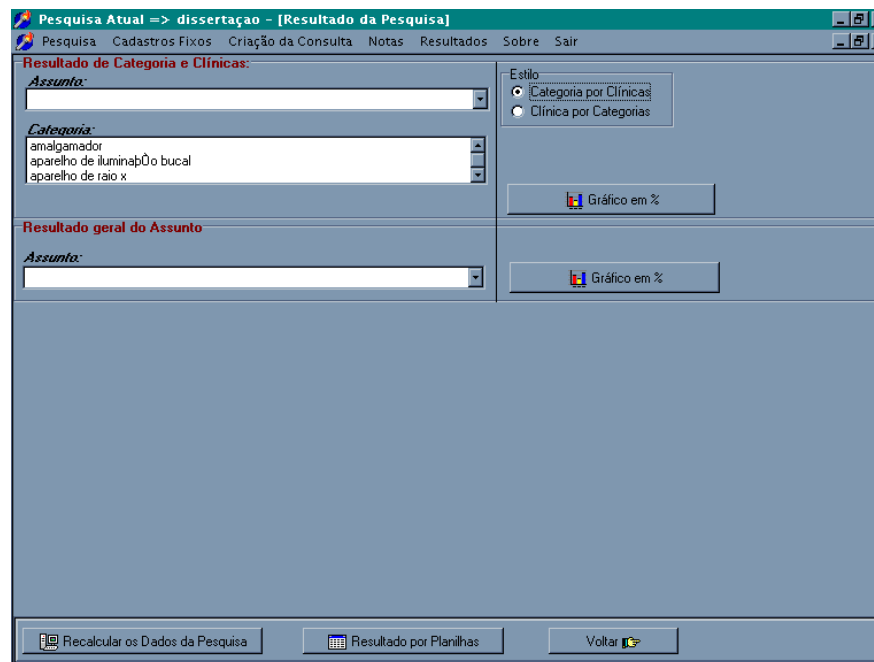 Pesquisa Atual => dissertaçao - [Resultado da Pesquisa]
Pesquisa Cadastros Fixos Criação da Consulta Notas Resultados Sobre Sair
Resultado de Categoria e Clínicas:
Assunto:
Categoria:
amalgamador
aparelho de iluminaþÒo bucal
aparelho de raio x
Estilo
Categoria por Clínicas
Clínica por Categorias
Gráfico em %
Resultado geral do Assunto
Assunto:
Gráfico em %
Recalcular os Dados da Pesquisa
Resultado por Planilhas
Voltar